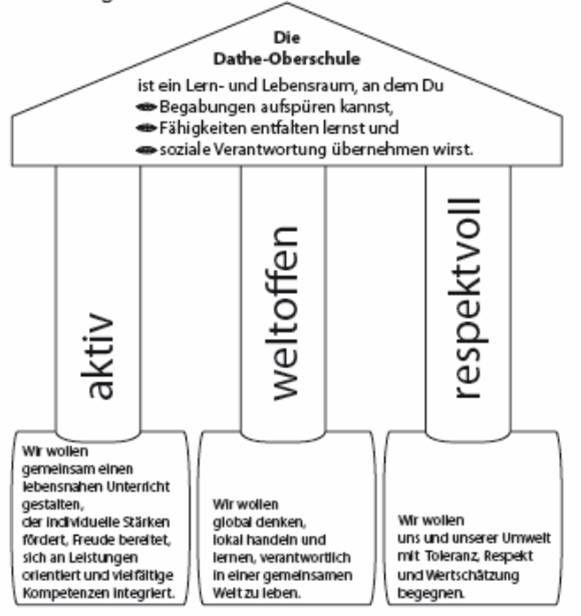 Die
Dathe-Oberschule
ist ein Lern- und Lebensraum, an dem Du
Begabungen aufspüren kannst,
Fähigkeiten entfalten lernst und
soziale Verantwortung übernehmen wirst.
aktiv
weltoffen
respektvoll
Wir wollen
gemeinsam einen
lebensnahen Unterricht
gestalten,
der individuelle Stärken
fördert, Freude bereitet,
sich an Leistungen
orientiert und vielfältige
Kompetenzen integriert.
Wir wollen
global denken,
lokal handeln und
lernen, verantwortlich
in einer gemeinsamen
Welt zu leben.
Wir wollen
uns und unserer Umwelt
mit Toleranz, Respekt
und Wertschätzung
begegnen.